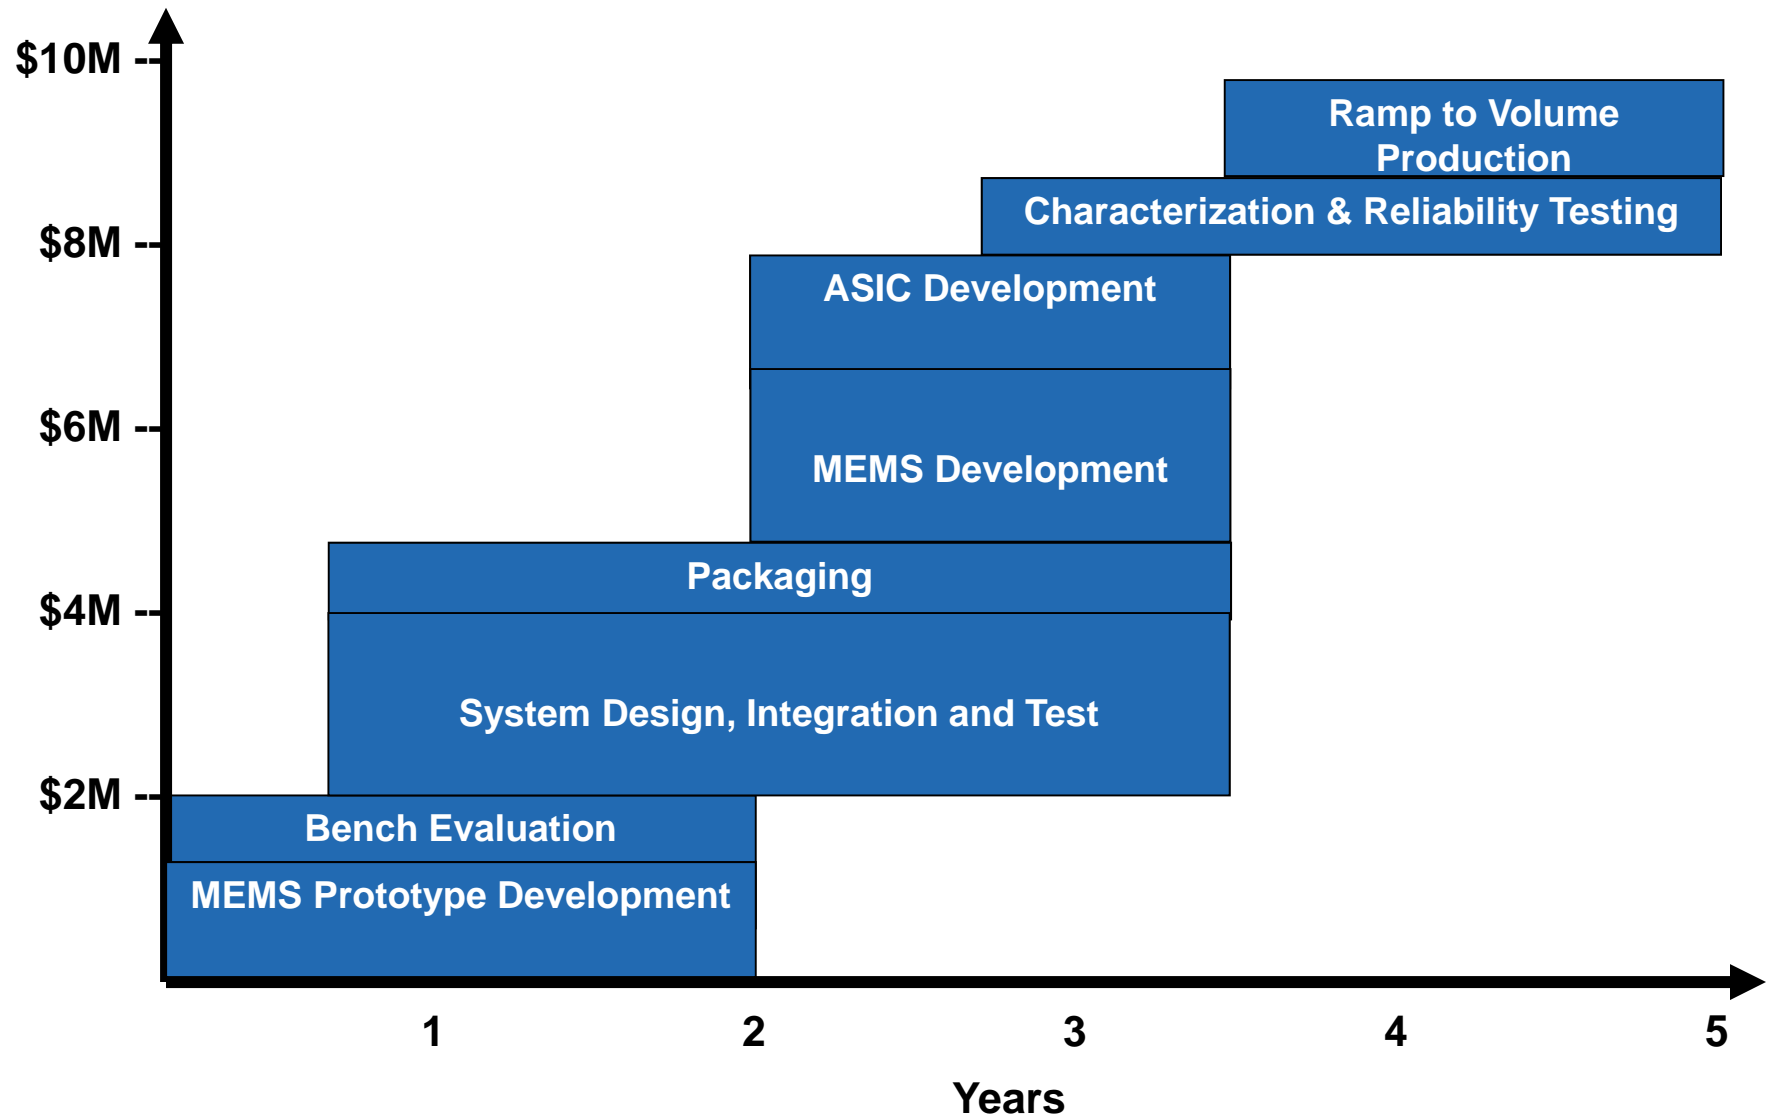 $10M --
Ramp to Volume
Production
Characterization & Reliability Testing
$8M --
ASIC Development
$6M --
MEMS Development
Packaging
$4M --
System Design, Integration and Test
$2M --
Bench Evaluation
MEMS Prototype Development
1 2 3 4 5
Years